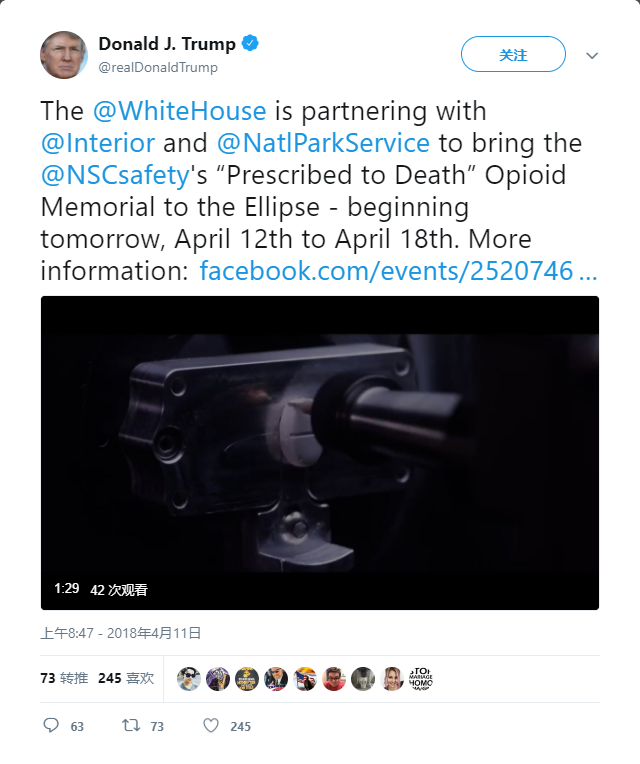 Donald J. Trump
@realDonaldTrump
关注
The @WhiteHouse is partnering with
@Interior and @NatlParkService to bring the
@NSCsafety's “Prescribed to Death” Opioid
Memorial to the Ellipse - beginning
tomorrow, April 12th to April 18th. More
information: facebook.com/events/2520746 ...
1:29 42 次观看
上午8:47 - 2018年4月11日
73 转推 245 喜欢
MARIAGE
HOMO
63 73 245